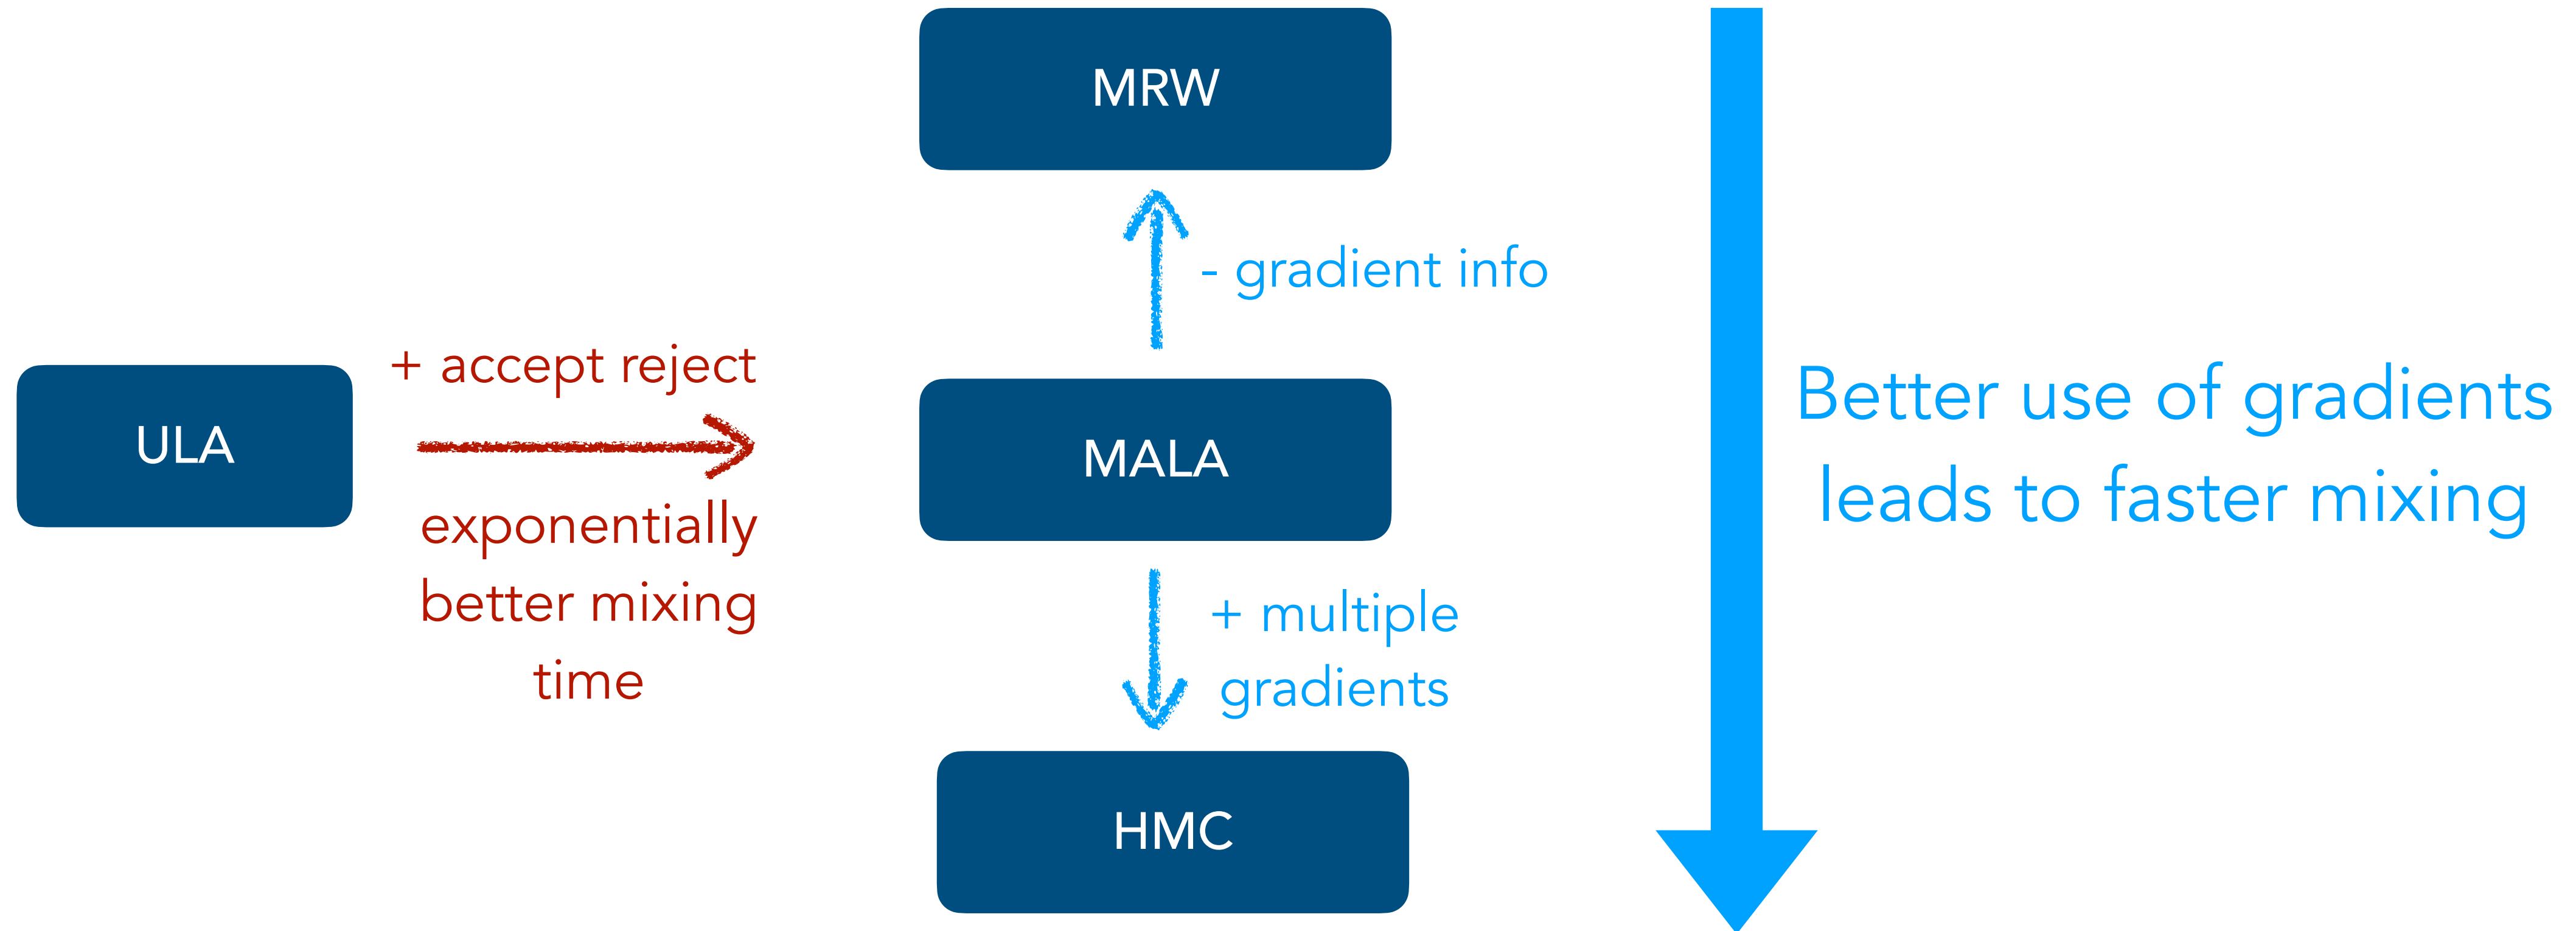 MRW
- gradient info
ULA
+ accept reject
exponentially
better mixing
time
MALA
+ multiple
gradients
HMC
Better use of gradients
leads to faster mixing